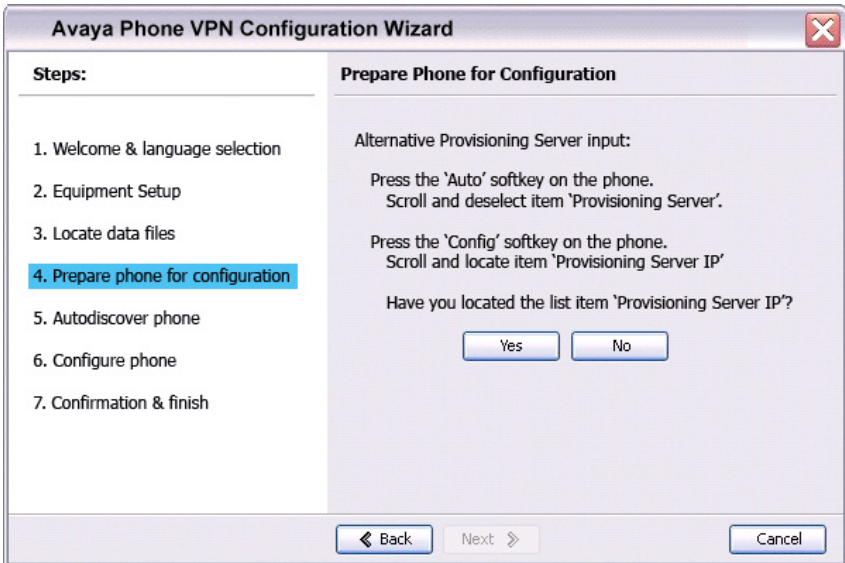 Avaya Phone VPN Configuration Wizard
Steps:
1. Welcome & language selection
2. Equipment Setup
3. Locate data files
4. Prepare phone for configuration
5. Autodiscover phone
6. Configure phone
7. Confirmation & finish
Prepare Phone for Configuration
Alternative Provisioning Server input:
Press the ‘Auto’ softkey on the phone.
Scroll and deselect item ‘Provisioning Server’.
Press the ‘Config’ softkey on the phone.
Scroll and locate item ‘Provisioning Server IP’
Have you located the list item ‘Provisioning Server IP’?
Yes
No
Back
Next
Cancel